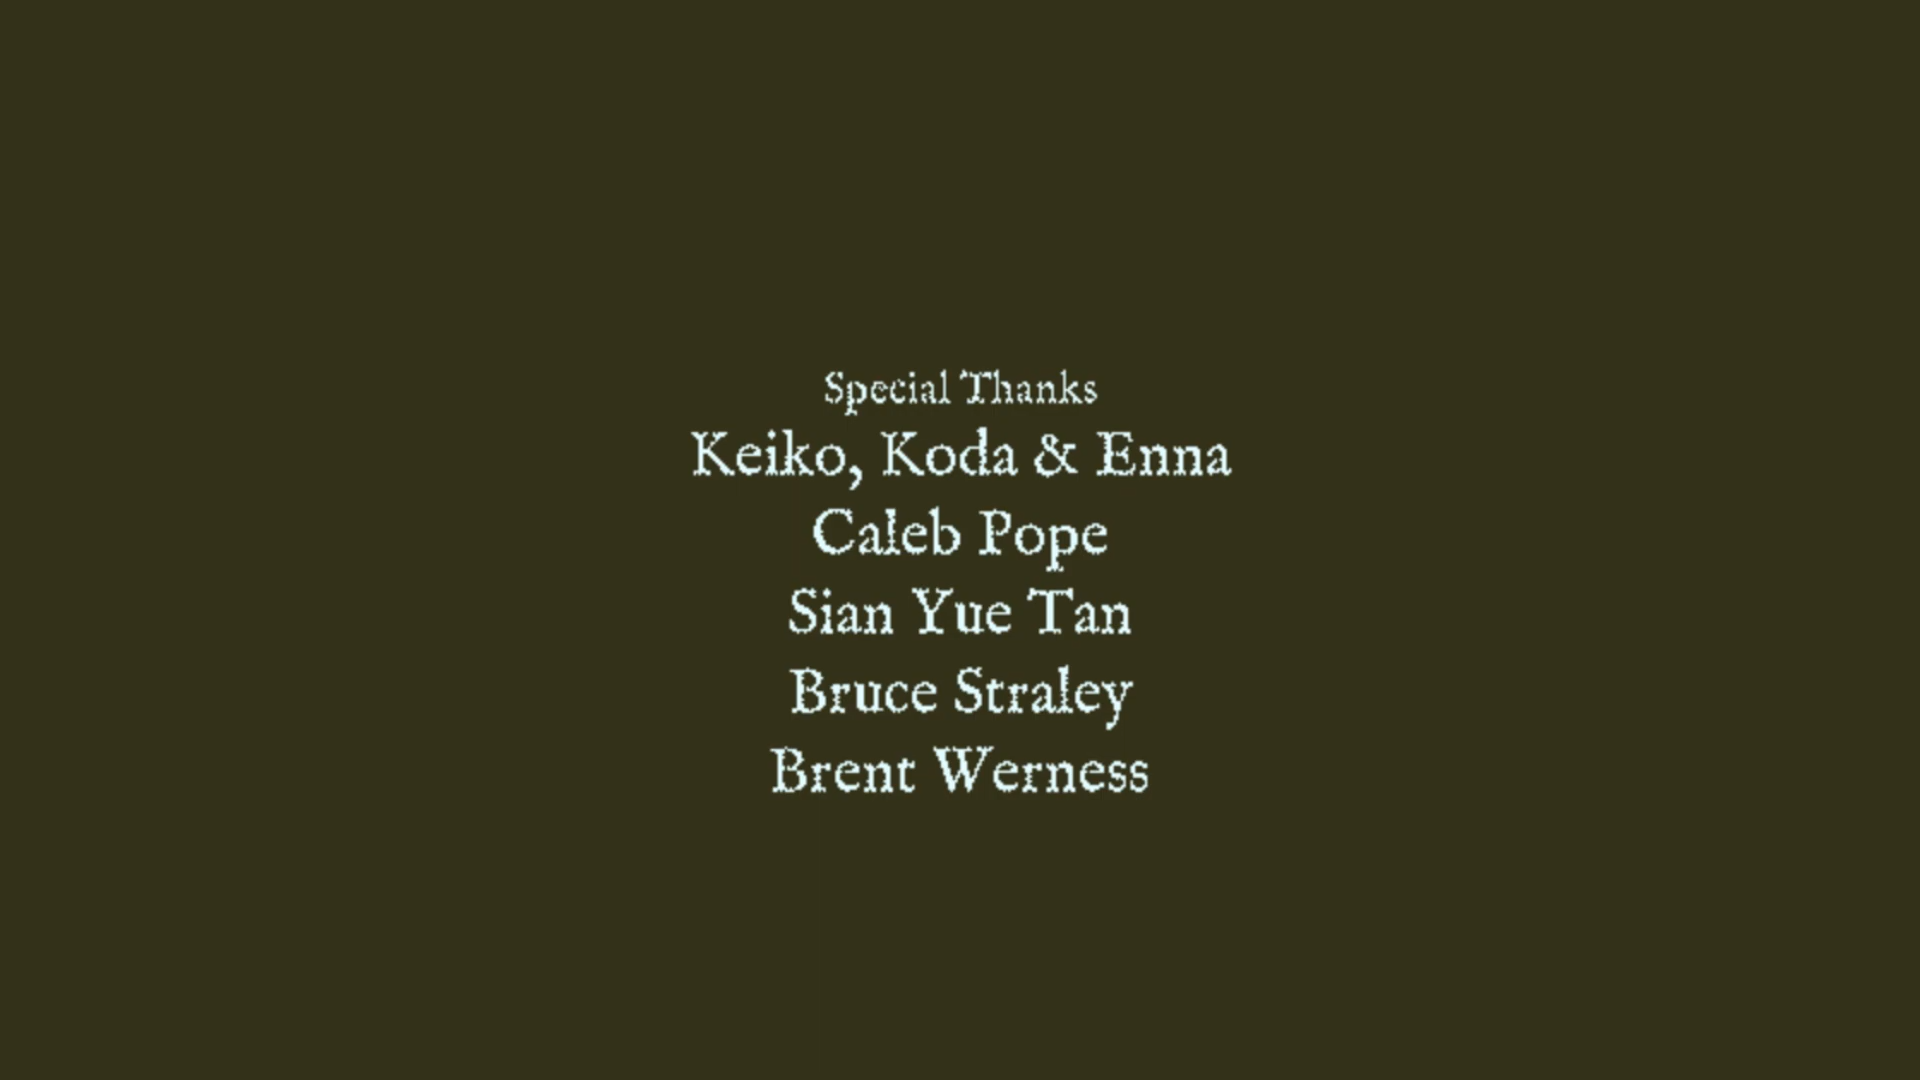 Special Thanks
Keiko, Koda & Enna
Caleb Pope
Sian Yue Tan
Bruce Straley
Brent Werness